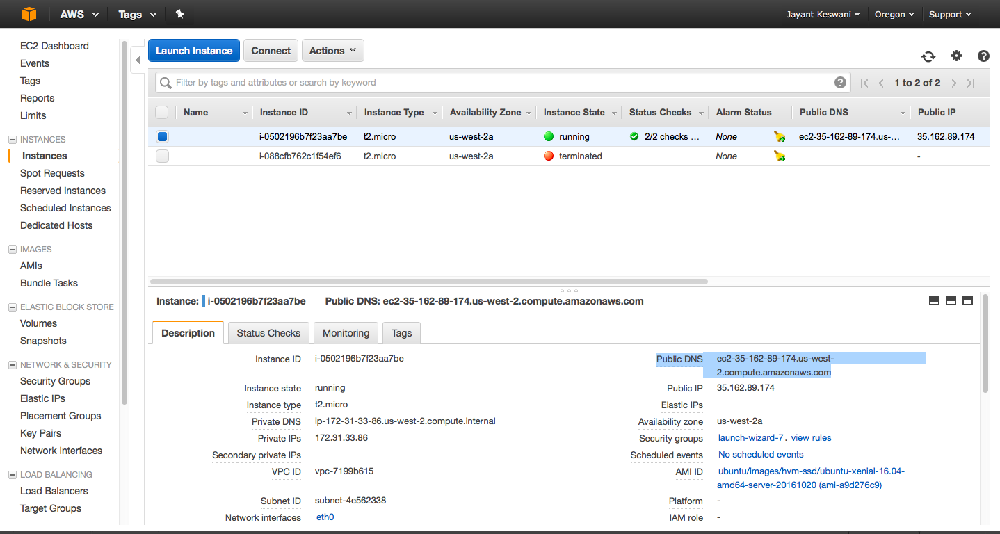 AWS Tags Jayant Keswani Oregon Support
EC2 Dashboard
Events
Tags
Reports
Limits
INSTANCES
Instances
Spot Requests
Reserved Instances
Scheduled Instances
Dedicated Hosts
IMAGES
AMIs
Bundle Tasks
ELASTIC BLOCK STORE
Volumes
Snapshots
NETWORK & SECURITY
Security Groups
Elastic IPs
Placement Groups
Key Pairs
Network Interfaces
LOAD BALANCING
Load Balancers
Target Groups
Launch Instance Connect Actions
Filter by tags and attributes or search by keyword 1 to 2 of 2
Name Instance ID Instance Type Availability Zone Instance State Status Checks Alarm Status Public DNS Public IP
i-0502196b7f23aa7be t2.micro us-west-2a running 2/2 checks ... None ec2-35-162-89-174.us-... 35.162.89.174
i-088cfb762c1f54ef6 t2.micro us-west-2a terminated None -
Instance: i-0502196b7f23aa7be Public DNS: ec2-35-162-89-174.us-west-2.compute.amazonaws.com
Description Status Checks Monitoring Tags
Instance ID i-0502196b7f23aa7be
Instance state running
Instance type t2.micro
Private DNS ip-172-31-33-86.us-west-2.compute.internal
Private IPs 172.31.33.86
Secondary private IPs
VPC ID vpc-7199b615
Subnet ID subnet-4e562338
Network interfaces eth0
Public DNS ec2-35-162-89-174.us-west-
2.compute.amazonaws.com
Public IP 35.162.89.174
Elastic IPs
Availability zone us-west-2a
Security groups launch-wizard-7. view rules
Scheduled events No scheduled events
AMI ID ubuntu/images/hvm-ssd/ubuntu-xenial-16.04-
amd64-server-20161020 (ami-a9d276c9)
Platform -
IAM role -